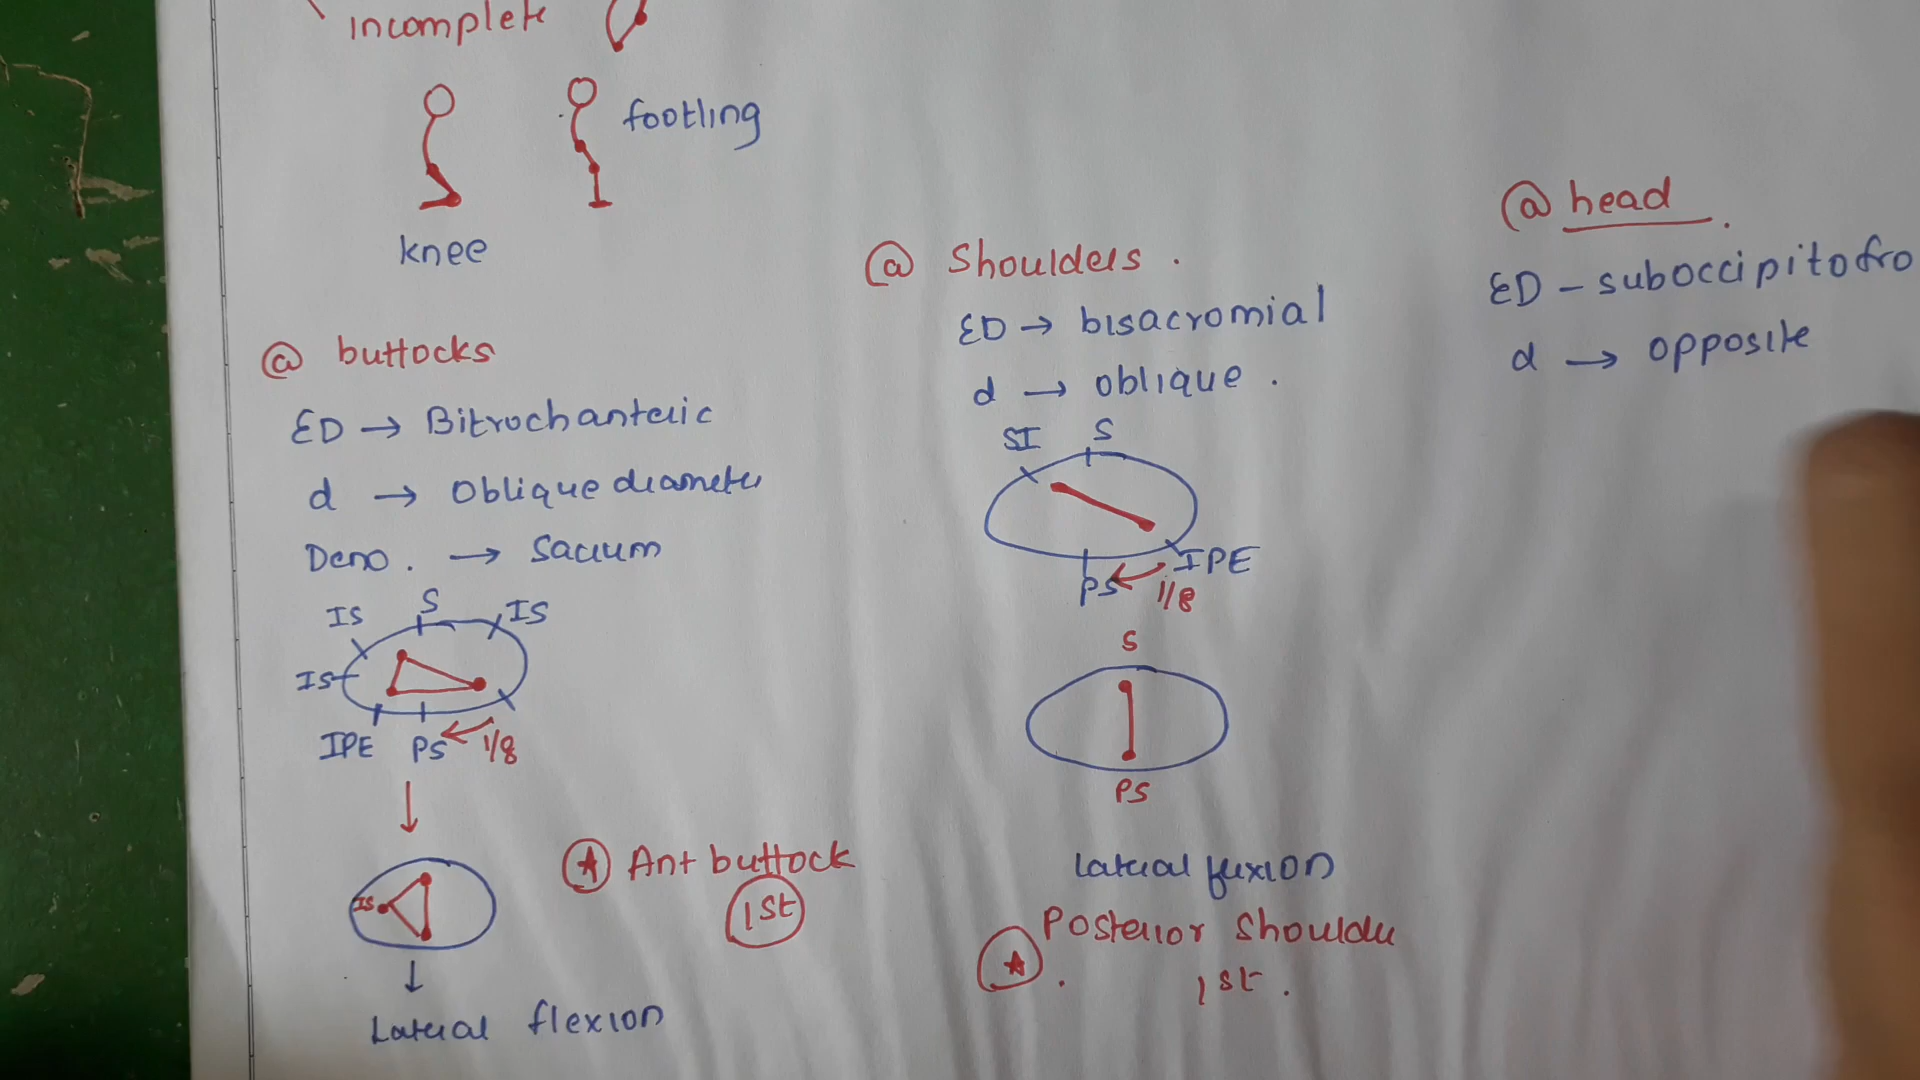 Incomplete
footling
knee
@ buttocks
ED → Bitrochanteric
d → Oblique diameter
Deno. → Sacrum
IS S IS
IS
IPE PS 1/8
IS
Lateral flexion
★ Ant buttock
1st
@ Shoulders.
ED → bisacromial
d → oblique.
SI S
IPE
PS 1/8
S
PS
Lateral flexion
★ Posterior Shoulder
1st.
@ head.
ED - suboccipitofro
d → opposite